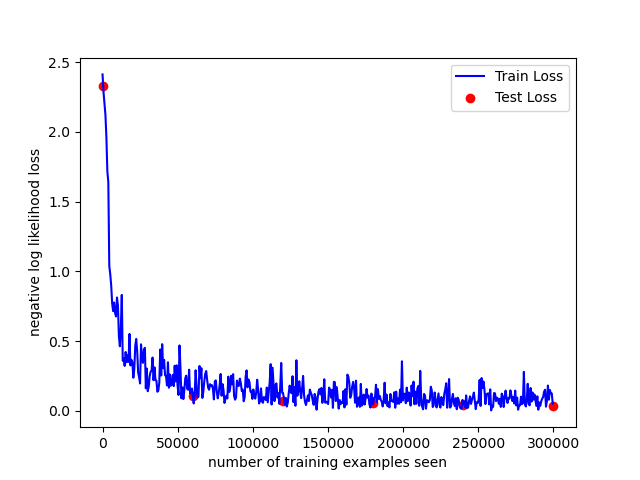 Train Loss
Test Loss
negative log likelihood loss
2.5
2.0
1.5
1.0
0.5
0.0
0 50000 100000 150000 200000 250000 300000
number of training examples seen